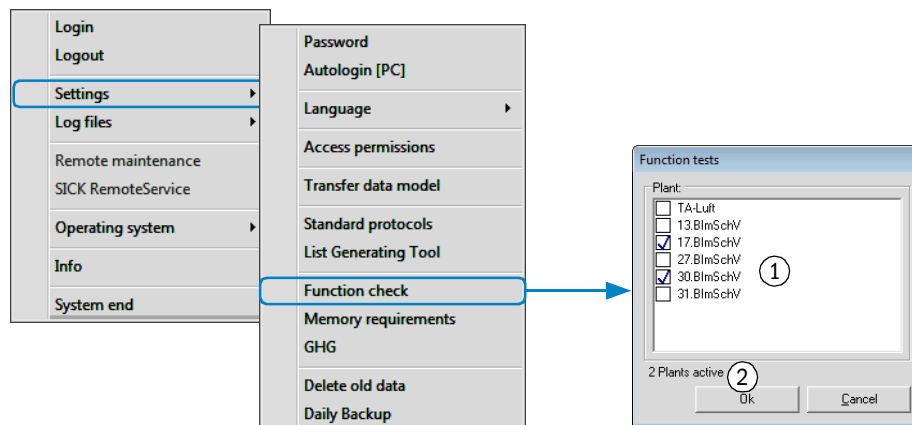 Login
Logout
Settings
Log files
Remote maintenance
SICK RemoteService
Operating system
Info
System end
Password
Autologin [PC]
Language
Access permissions
Transfer data model
Standard protocols
List Generating Tool
Function check
Memory requirements
GHG
Delete old data
Daily Backup
Function tests
Plant:
TA-Luft
13.BImSchV
17.BImSchV
27.BImSchV
30.BImSchV
31.BImSchV
1
2 Plants active
2
Ok
Cancel